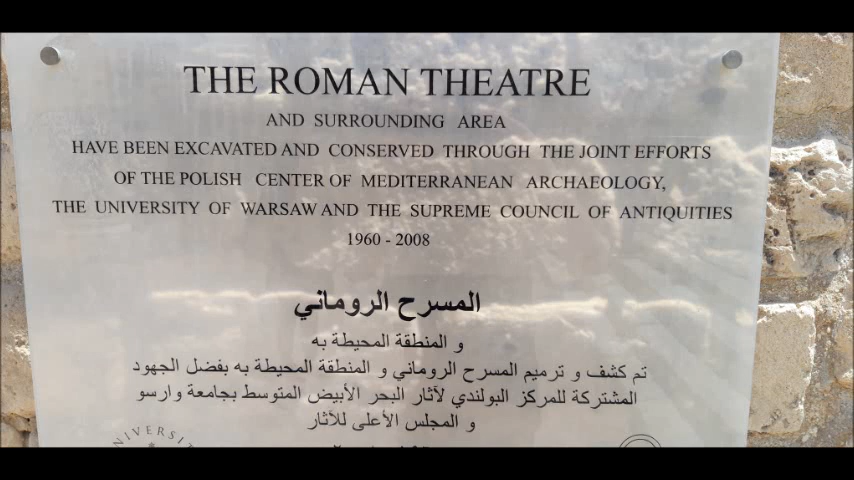 THE ROMAN THEATRE
AND SURROUNDING AREA
HAVE BEEN EXCAVATED AND CONSERVED THROUGH THE JOINT EFFORTS
OF THE POLISH CENTER OF MEDITERRANEAN ARCHAEOLOGY,
THE UNIVERSITY OF WARSAW AND THE SUPREME COUNCIL OF ANTIQUITIES
1960 - 2008
المسرح الروماني
و المنطقة المحيطة به
تم كشف و ترميم المسرح الروماني و المنطقة المحيطة به بفضل الجهود
المشتركة للمركز البولندي لآثار البحر الأبيض المتوسط بجامعة وارسو
و المجلس الأعلى للآثار